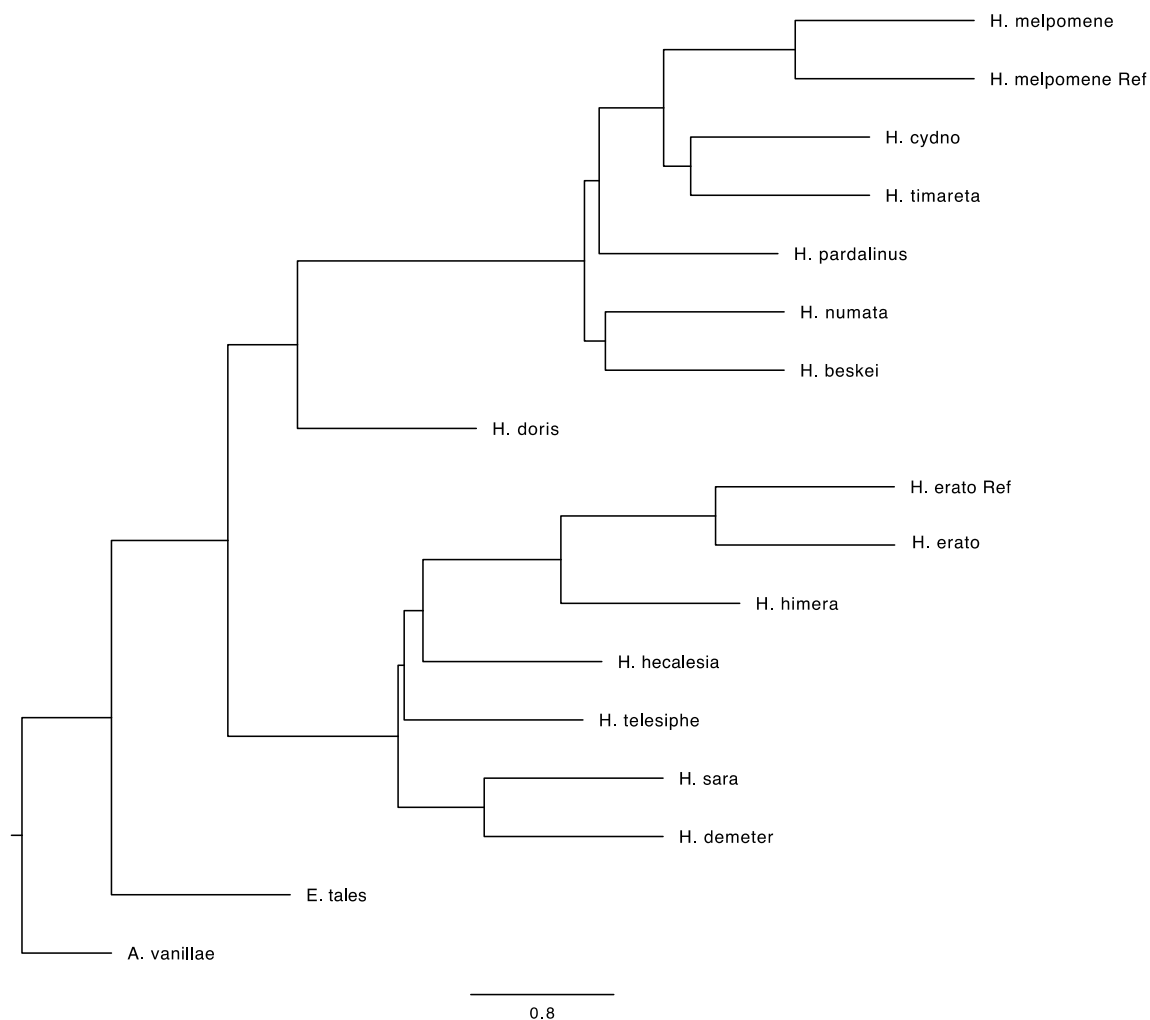 H. melpomene
H. melpomene Ref
H. cydno
H. timareta
H. pardalinus
H. numata
H. beskei
H. doris
H. erato Ref
H. erato
H. himera
H. hecalesia
H. telesiphe
H. sara
H. demeter
E. tales
A. vanillae
0.8